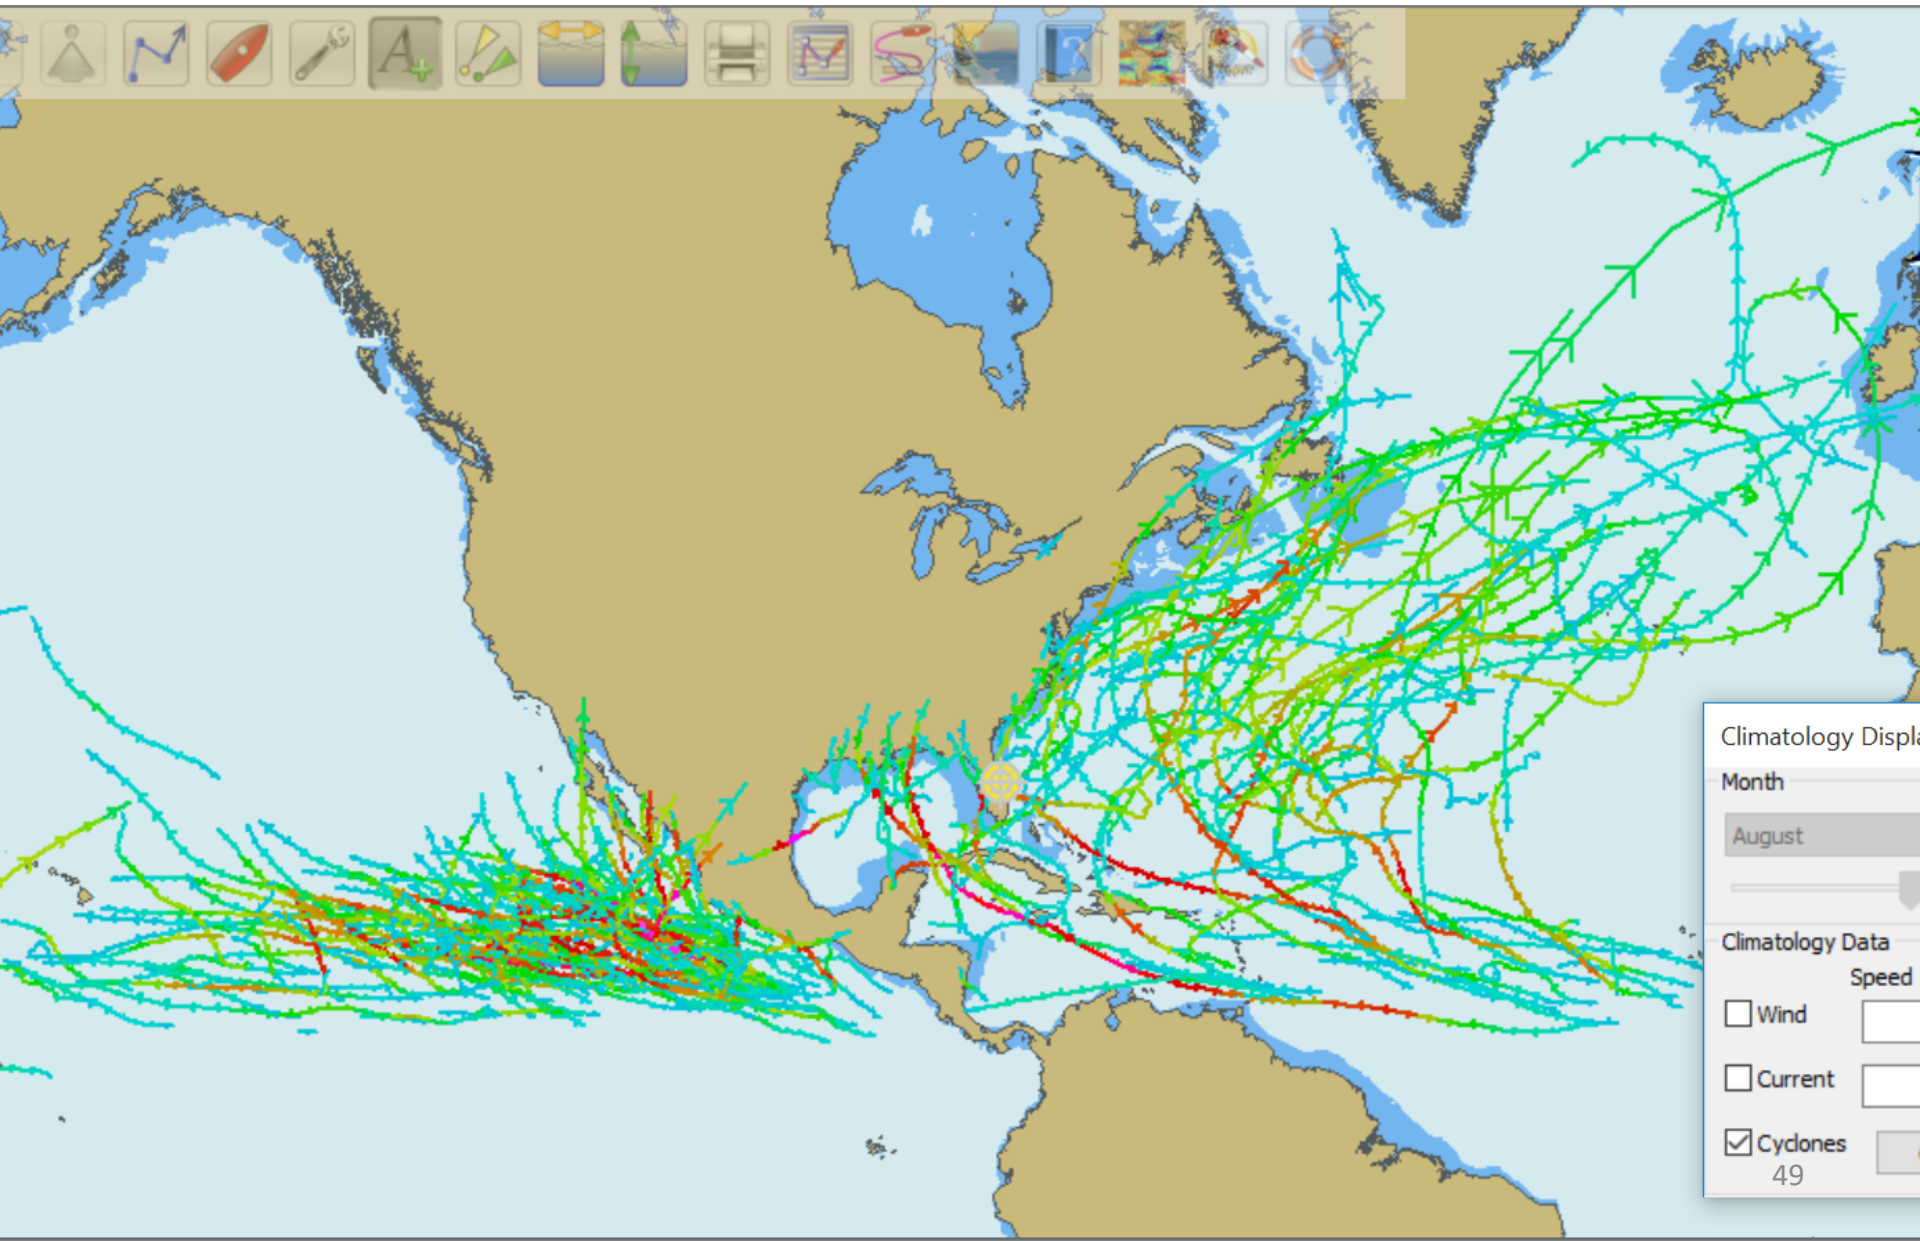 Climatology Displa
Month
August
Climatology Data
Speed
Wind
Current
Cyclones
49